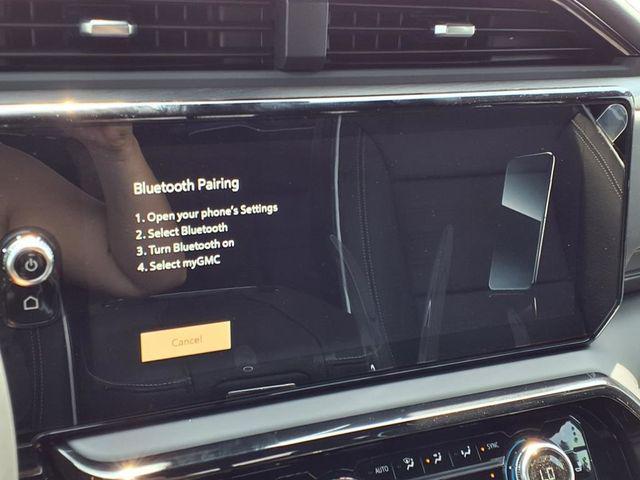 Bluetooth Pairing
1. Open your phone's Settings
2. Select Bluetooth
3. Turn Bluetooth on
4. Select myGMC
Cancel
AUTO
SYNC
LO